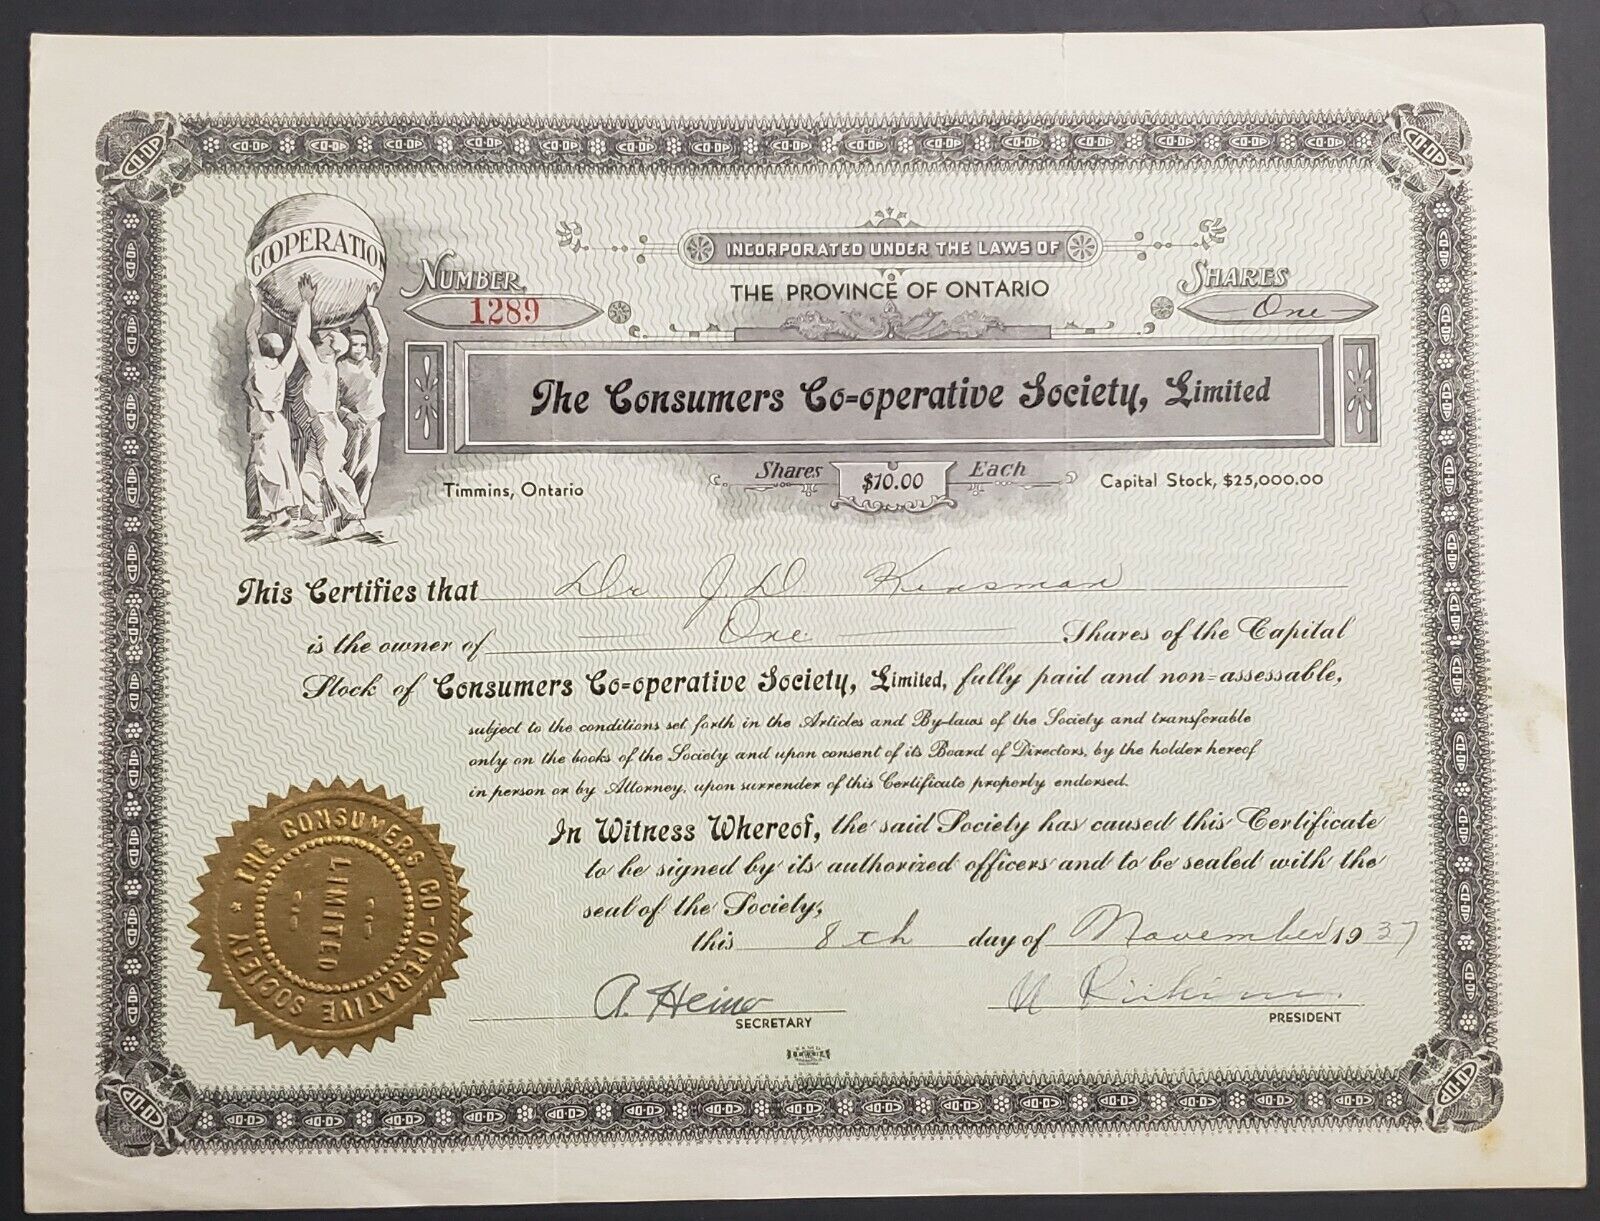 COOPERATION
NUMBER
1289
INCORPORATED UNDER THE LAWS OF
THE PROVINCE OF ONTARIO
SHARES
One
The Consumers Co=operative Society, Limited
Timmins, Ontario
Shares $10.00 Each
Capital Stock, $25,000.00
This Certifies that Dr J D Kinsman
is the owner of One Shares of the Capital
Stock of Consumers Co=operative Society, Limited, fully paid and non=assessable,
subject to the conditions set forth in the Articles and By-laws of the Society and transferable
only on the books of the Society and upon consent of its Board of Directors, by the holder hereof
in person or by Attorney, upon surrender of this Certificate properly endorsed.
In Witness Whereof, the said Society has caused this Certificate
to be signed by its authorized officers and to be sealed with the
seal of the Society,
this 8th day of November 1937
A. Heino
SECRETARY
PRESIDENT
THE CONSUMERS CO-OPERATIVE SOCIETY
LIMITED
CO-OP